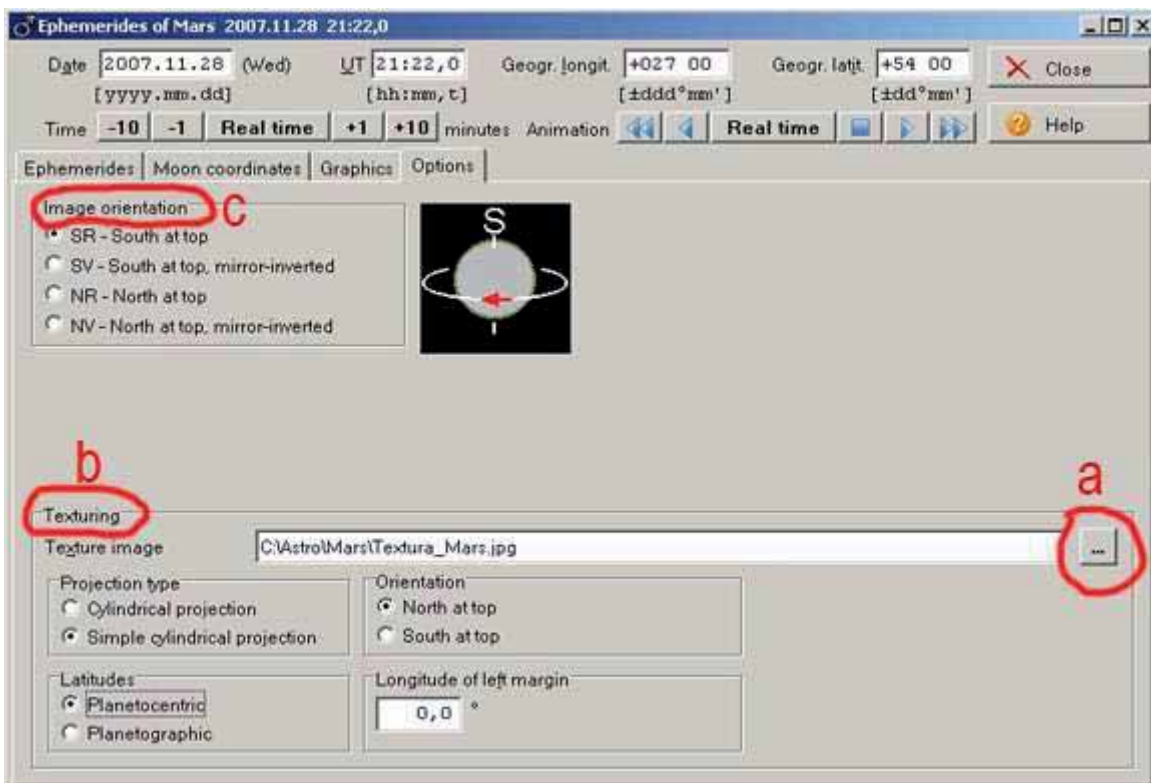 Ephemerides of Mars 2007.11.28 21:22,0
Date 2007.11.28 (Wed) UT 21:22,0 Geogr. longit. +027 00 Geogr. latit. +54 00 Close
[yyyy.mm.dd] [hh:mm,t] [±ddd°mm'] [±dd°mm']
Time -10 -1 Real time +1 +10 minutes Animation Real time Help
Ephemerides Moon coordinates Graphics Options
Image orientation c
SR - South at top
SV - South at top, mirror-inverted
NR - North at top
NV - North at top, mirror-inverted
S
b
a
Texturing
Texture image C:\Astro\Mars\Textura_Mars.jpg ...
Projection type
Cylindrical projection
Simple cylindrical projection
Orientation
North at top
South at top
Latitudes
Planetocentric
Planetographic
Longitude of left margin
0,0 °